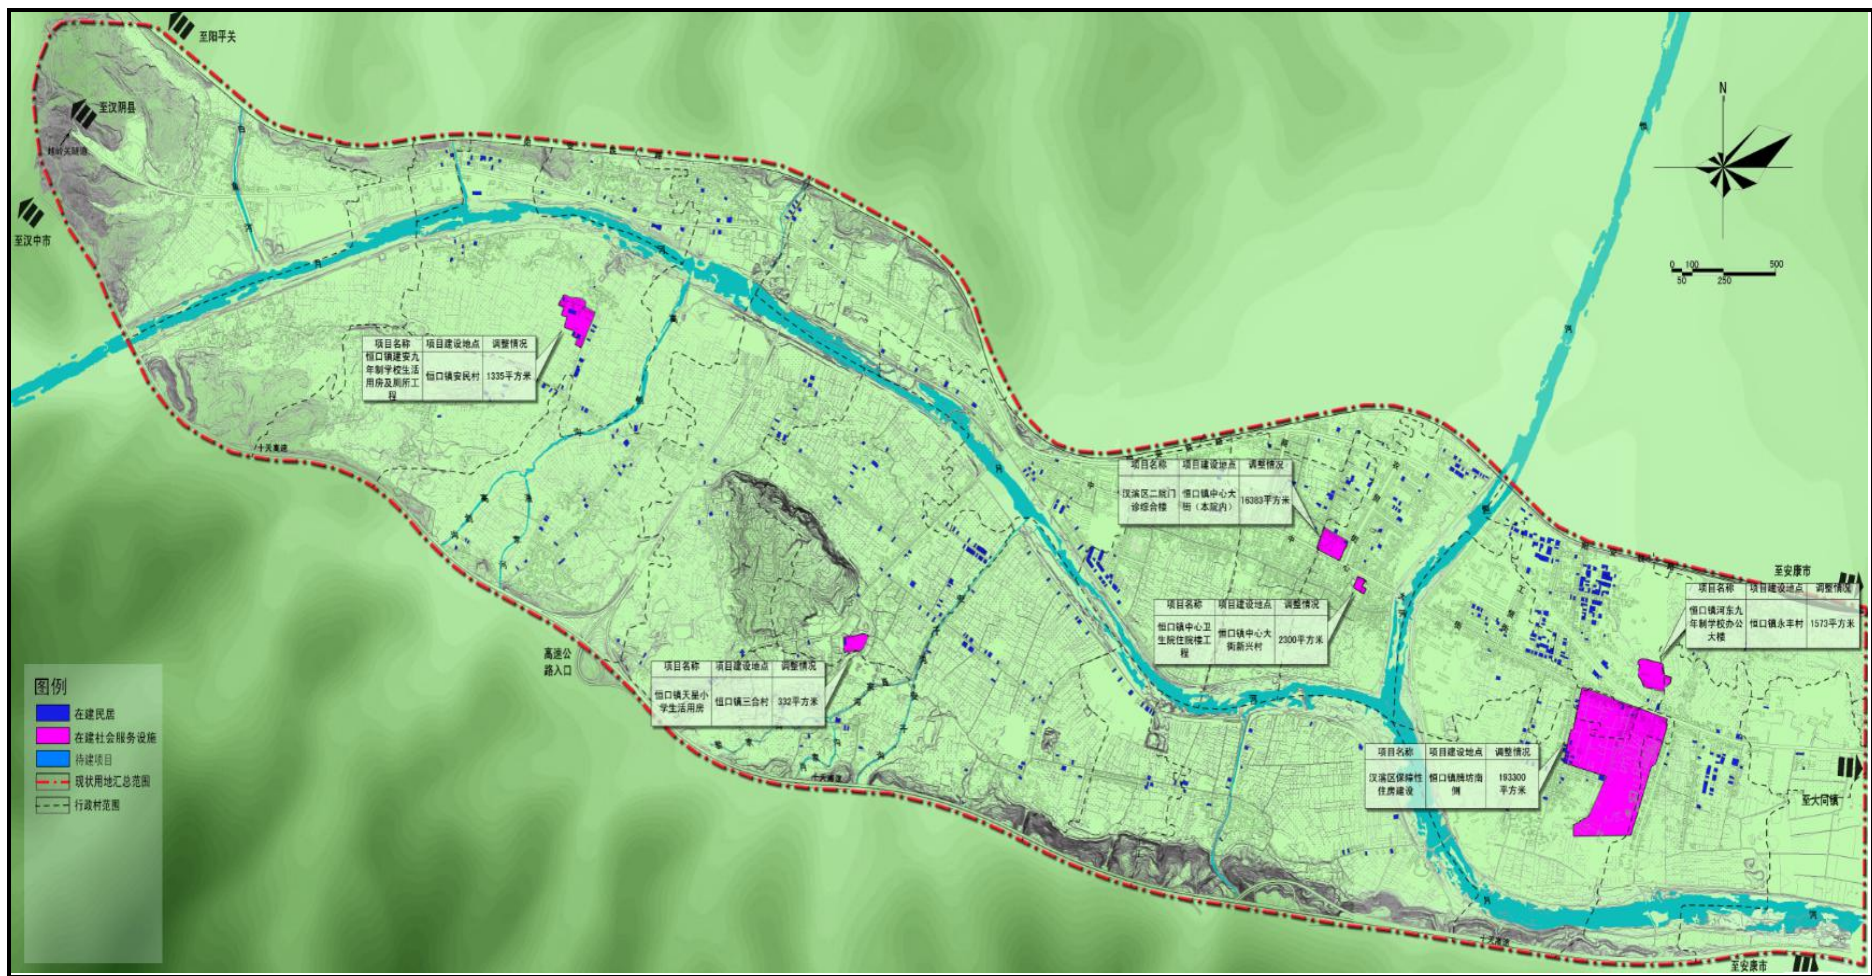 至阳平关
至汉阴县
至汉中市
N
0 100 500
50 250
项目名称 项目建设地点 调整情况
恒口镇建安九
年制学校生活
用房及厕所工
程
恒口镇安民村
1335平方米
十天高速
项目名称 项目建设地点 调整情况
汉滨区二院门
诊综合楼
恒口镇中心大
街（本院内）
16383平方米
至安康市
项目名称 项目建设地点 调整情况
恒口镇河东九
年制学校办公
大楼
恒口镇永丰村
1573平方米
项目名称 项目建设地点 调整情况
恒口镇中心卫
生院住院楼工
程
恒口镇中心大
街新兴村
2300平方米
高速公
路入口
项目名称 项目建设地点 调整情况
恒口镇天星小
学生活用房
恒口镇三合村
332平方米
项目名称 项目建设地点 调整情况
汉滨区保障性
住房建设
恒口镇牌坊南
侧
193300
平方米
十天高速
至大同镇
图例
在建民居
在建社会服务设施
待建项目
现状用地汇总范围
行政村范围
十天高速
至安康市